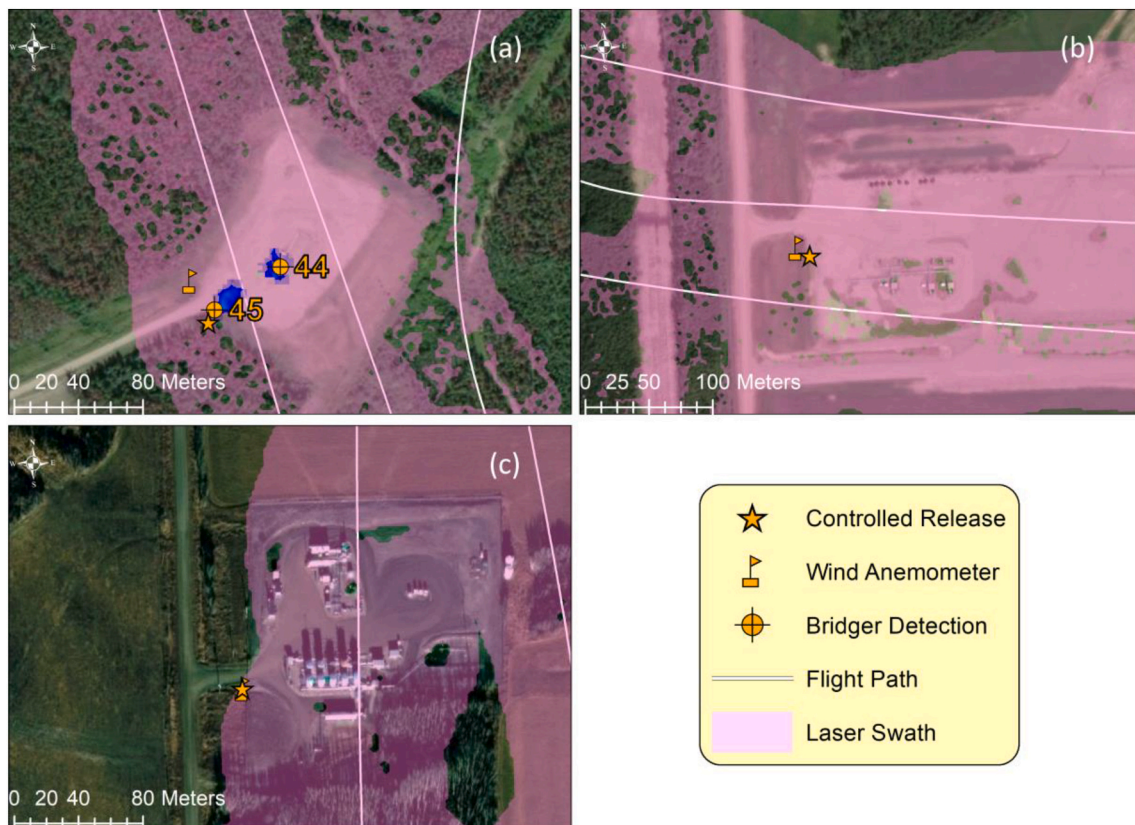 N
W E
S
(a)
44
45
0 20 40 80 Meters
N
W E
S
(b)
0 25 50 100 Meters
N
W E
S
(c)
0 20 40 80 Meters
Controlled Release
Wind Anemometer
Bridger Detection
Flight Path
Laser Swath